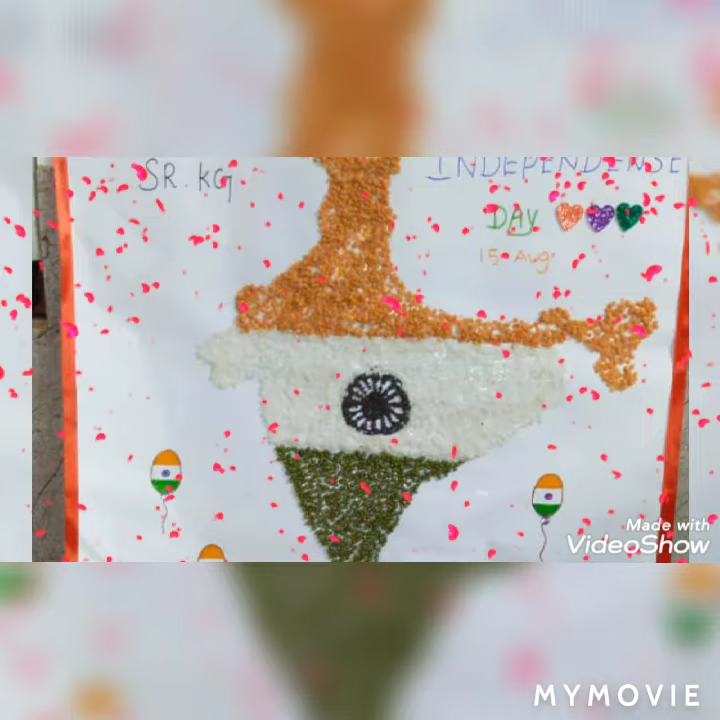 SR. KG
INDEPENDENSE
DAY
15 Aug
Made with
VideoShow
MYMOVIE